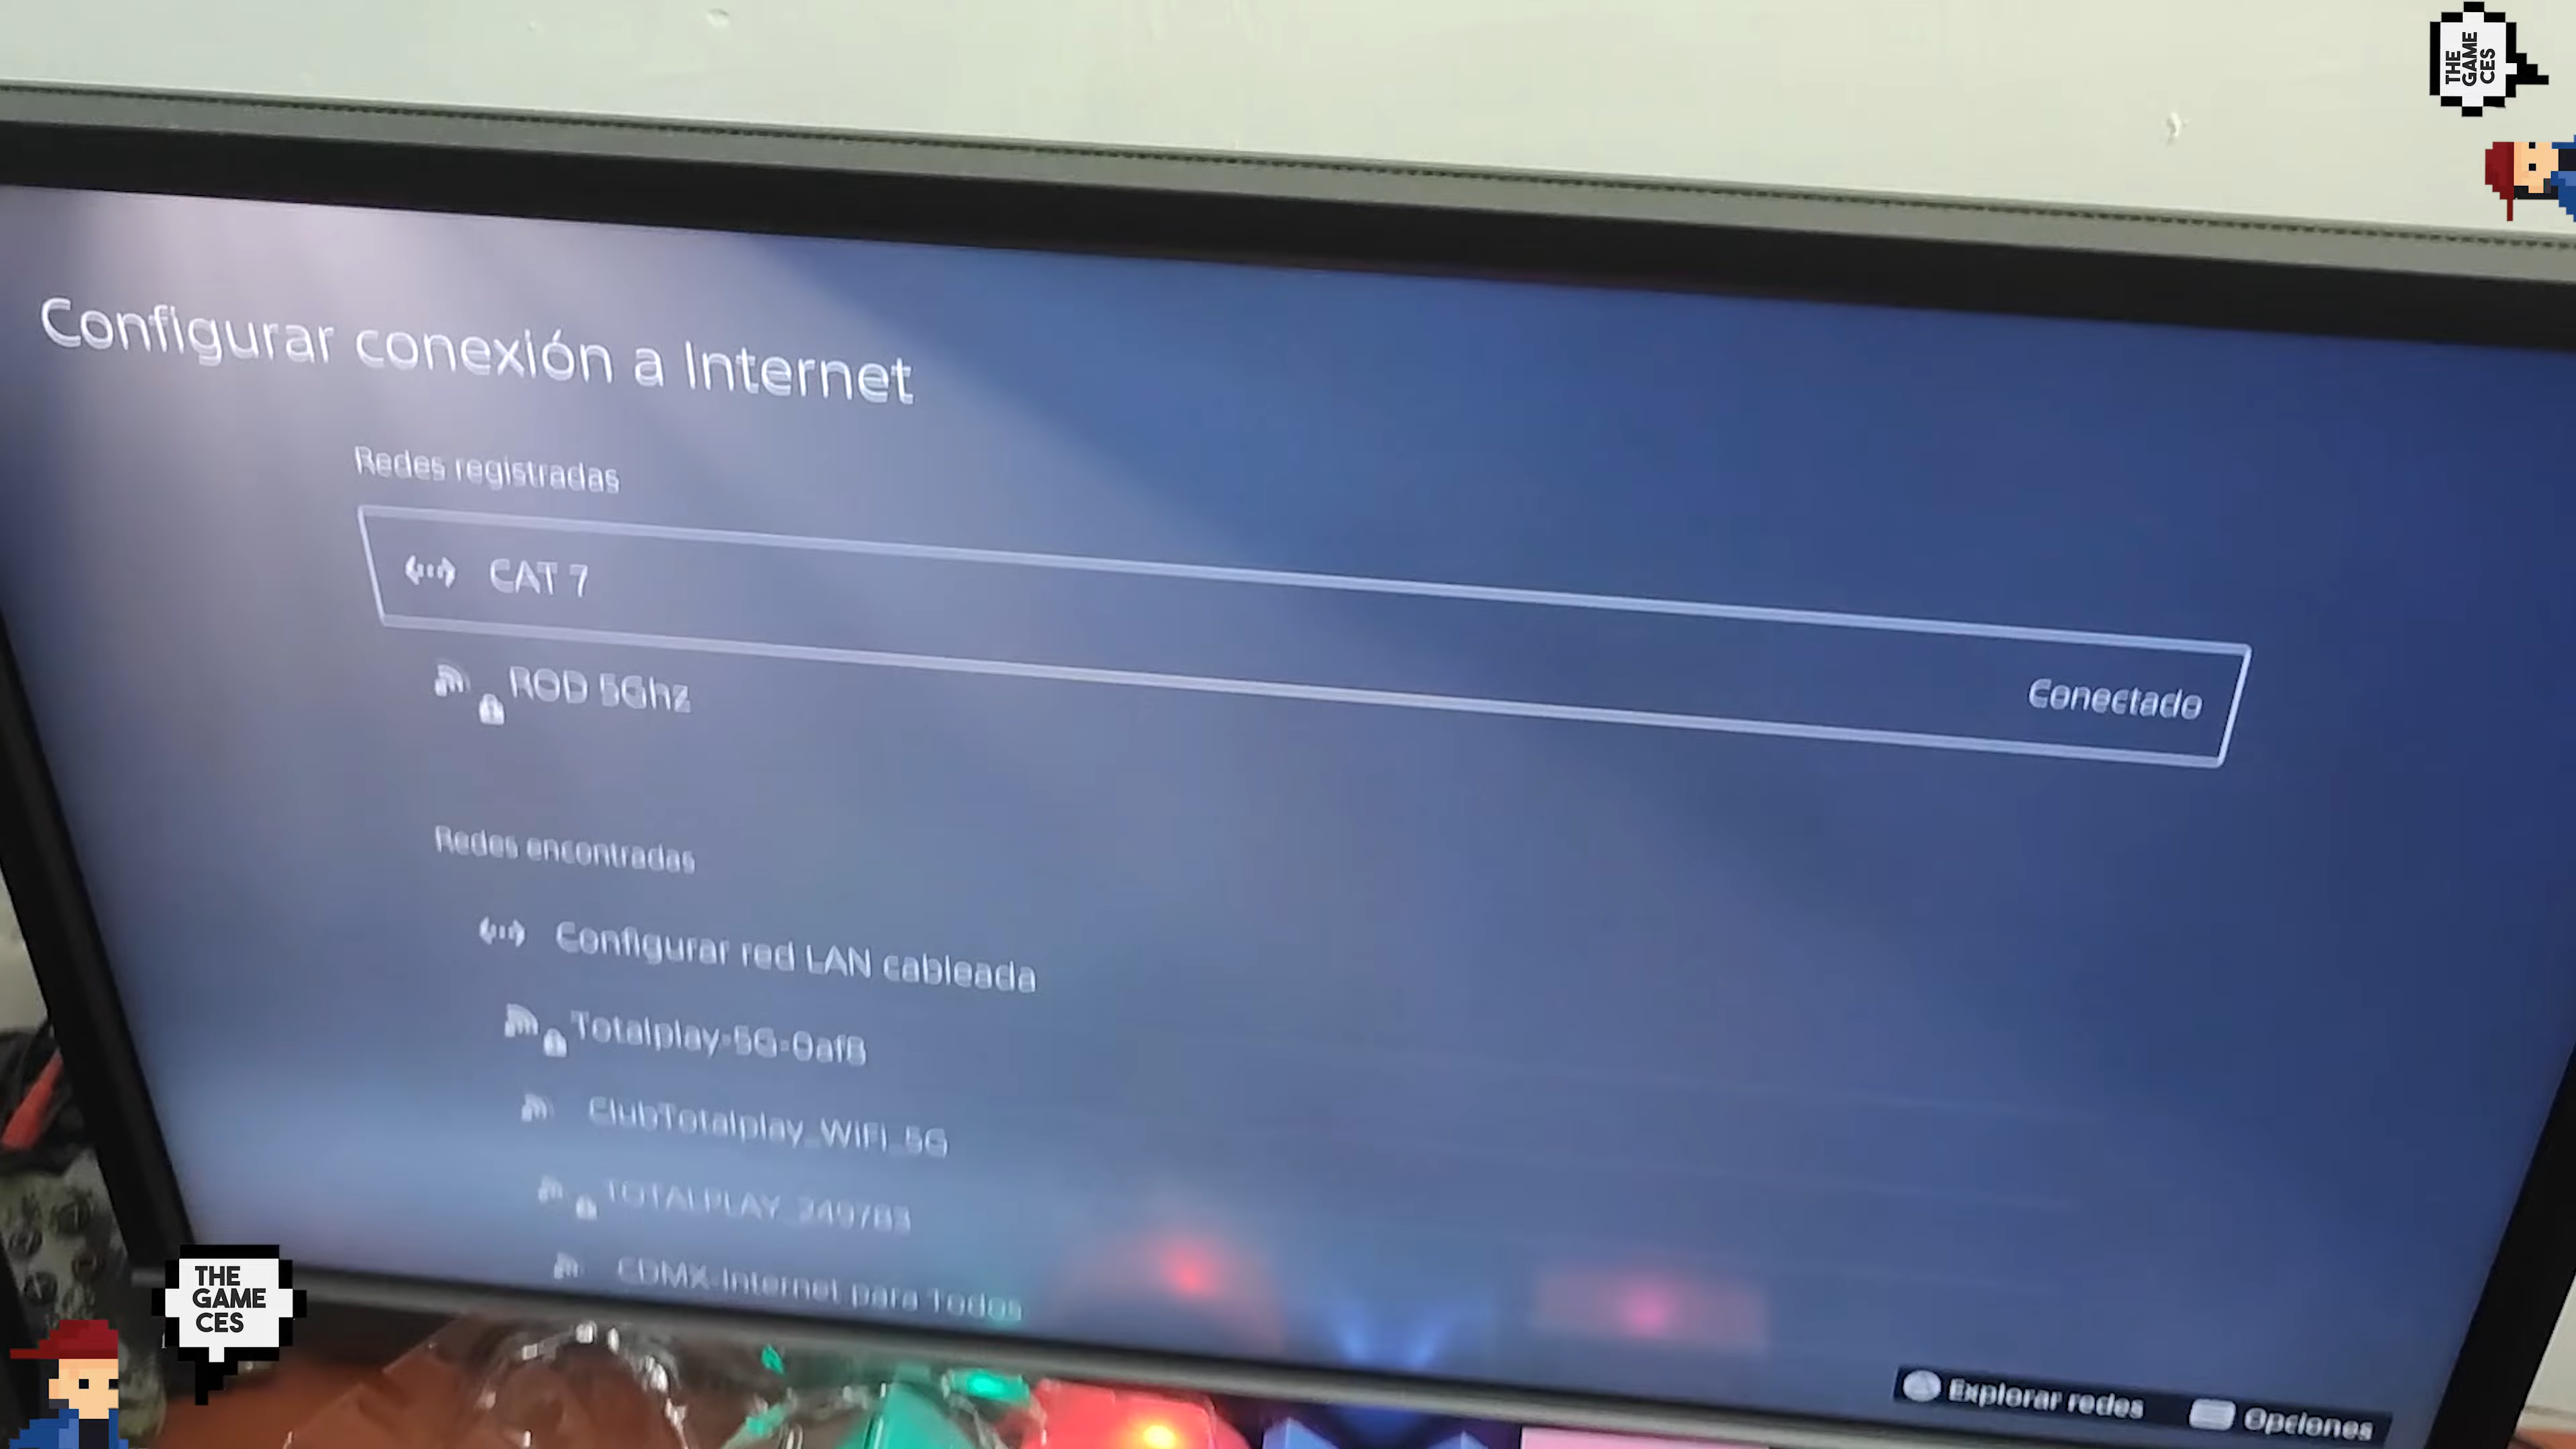 THE
GAME
CES
Configurar conexión a Internet
Redes registradas
CAT 7
Conectado
ROD 5Ghz
Redes encontradas
Configurar red LAN cableada
Totalplay-5G-0af8
ClubTotalplay_WiFi_5G
TOTALPLAY_2497B3
CDMX-Internet para Todos
Explorar redes
Opciones
THE
GAME
CES